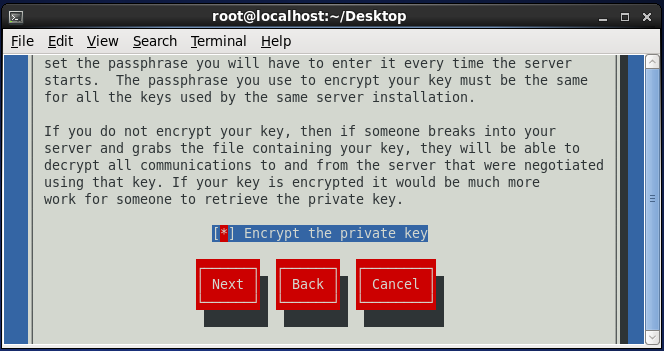 root@localhost:~/Desktop
File Edit View Search Terminal Help
set the passphrase you will have to enter it every time the server
starts.  The passphrase you use to encrypt your key must be the same
for all the keys used by the same server installation.
If you do not encrypt your key, then if someone breaks into your
server and grabs the file containing your key, they will be able to
decrypt all communications to and from the server that were negotiated
using that key. If your key is encrypted it would be much more
work for someone to retrieve the private key.
[*] Encrypt the private key
Next Back Cancel